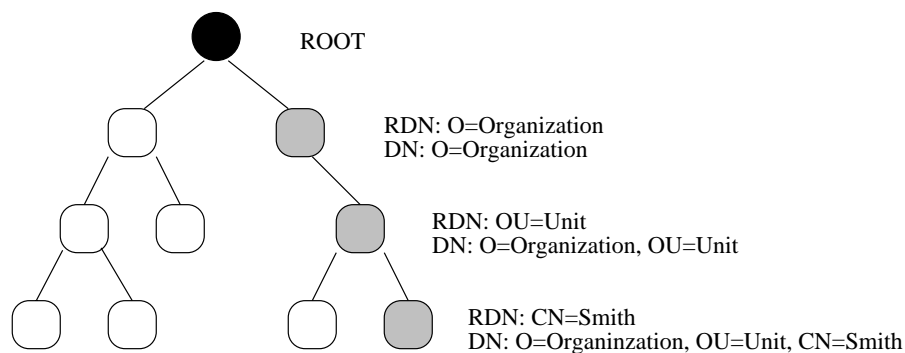 ROOT
RDN: O=Organization
DN: O=Organization
RDN: OU=Unit
DN: O=Organization, OU=Unit
RDN: CN=Smith
DN: O=Organinzation, OU=Unit, CN=Smith